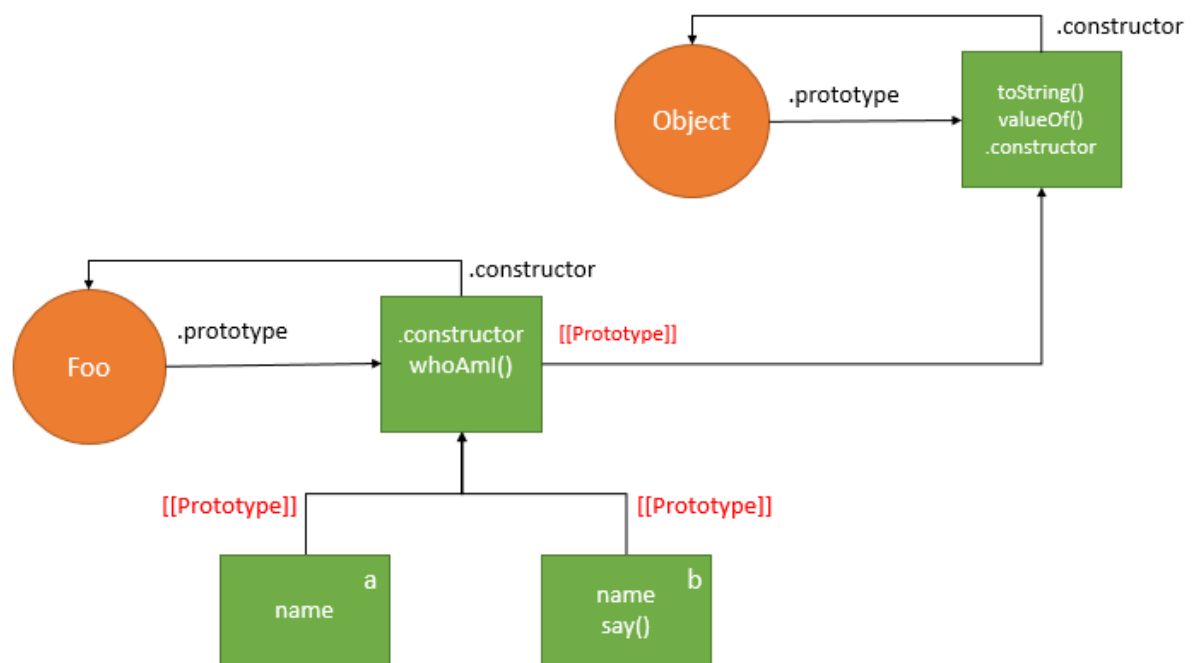 .constructor
.prototype
Object
toString()
valueOf()
.constructor
.constructor
.prototype
Foo
.constructor
whoAmI()
[[Prototype]]
[[Prototype]]
[[Prototype]]
a
name
b
name
say()